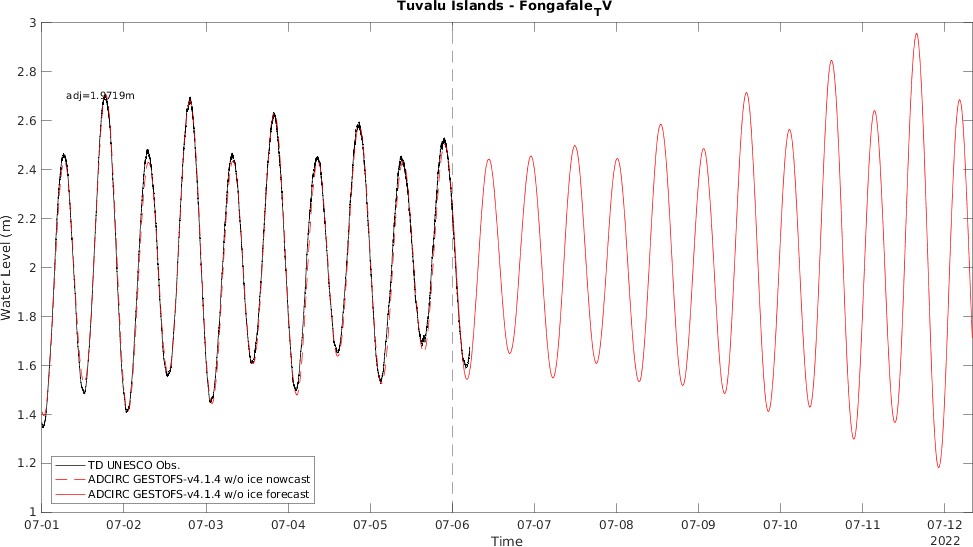 Tuvalu Islands - Fongafale_TV
adj=1.9719m
Water Level (m)
3
2.8
2.6
2.4
2.2
2
1.8
1.6
1.4
1.2
1
TD UNESCO Obs.
ADCIRC GESTOFS-v4.1.4 w/o ice nowcast
ADCIRC GESTOFS-v4.1.4 w/o ice forecast
07-01 07-02 07-03 07-04 07-05 07-06 07-07 07-08 07-09 07-10 07-11 07-12
Time
2022